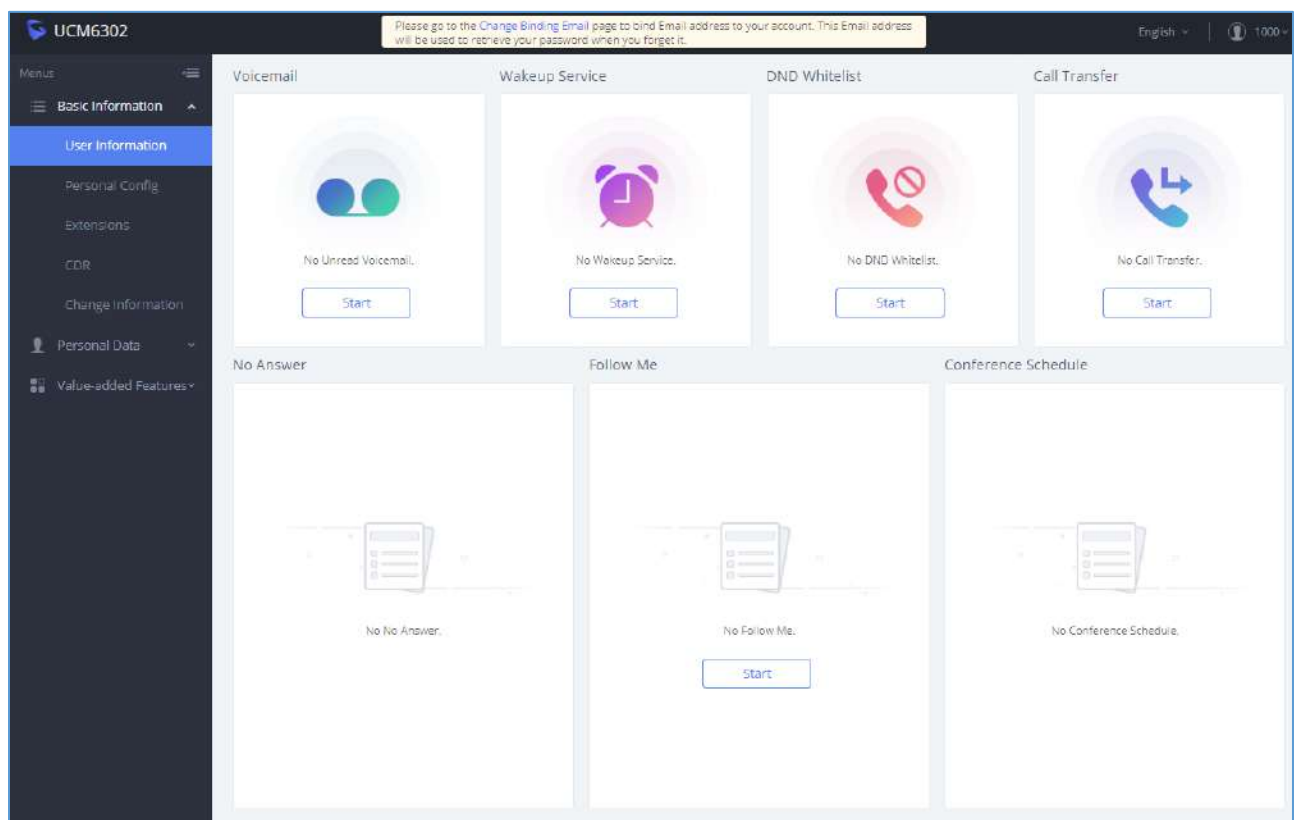 UCM6302
Please go to the Change Binding Email page to bind Email address to your account. This Email address
will be used to retrieve your password when you forget it.
English
1000
Menus
Basic Information
User Information
Personal Config
Extensions
CDR
Change Information
Personal Data
Value-added Features
Voicemail
No Unread Voicemail.
Start
Wakeup Service
No Wakeup Service.
Start
DND Whitelist
No DND Whitelist.
Start
Call Transfer
No Call Transfer.
Start
No Answer
No No Answer.
Follow Me
No Follow Me.
Start
Conference Schedule
No Conference Schedule.